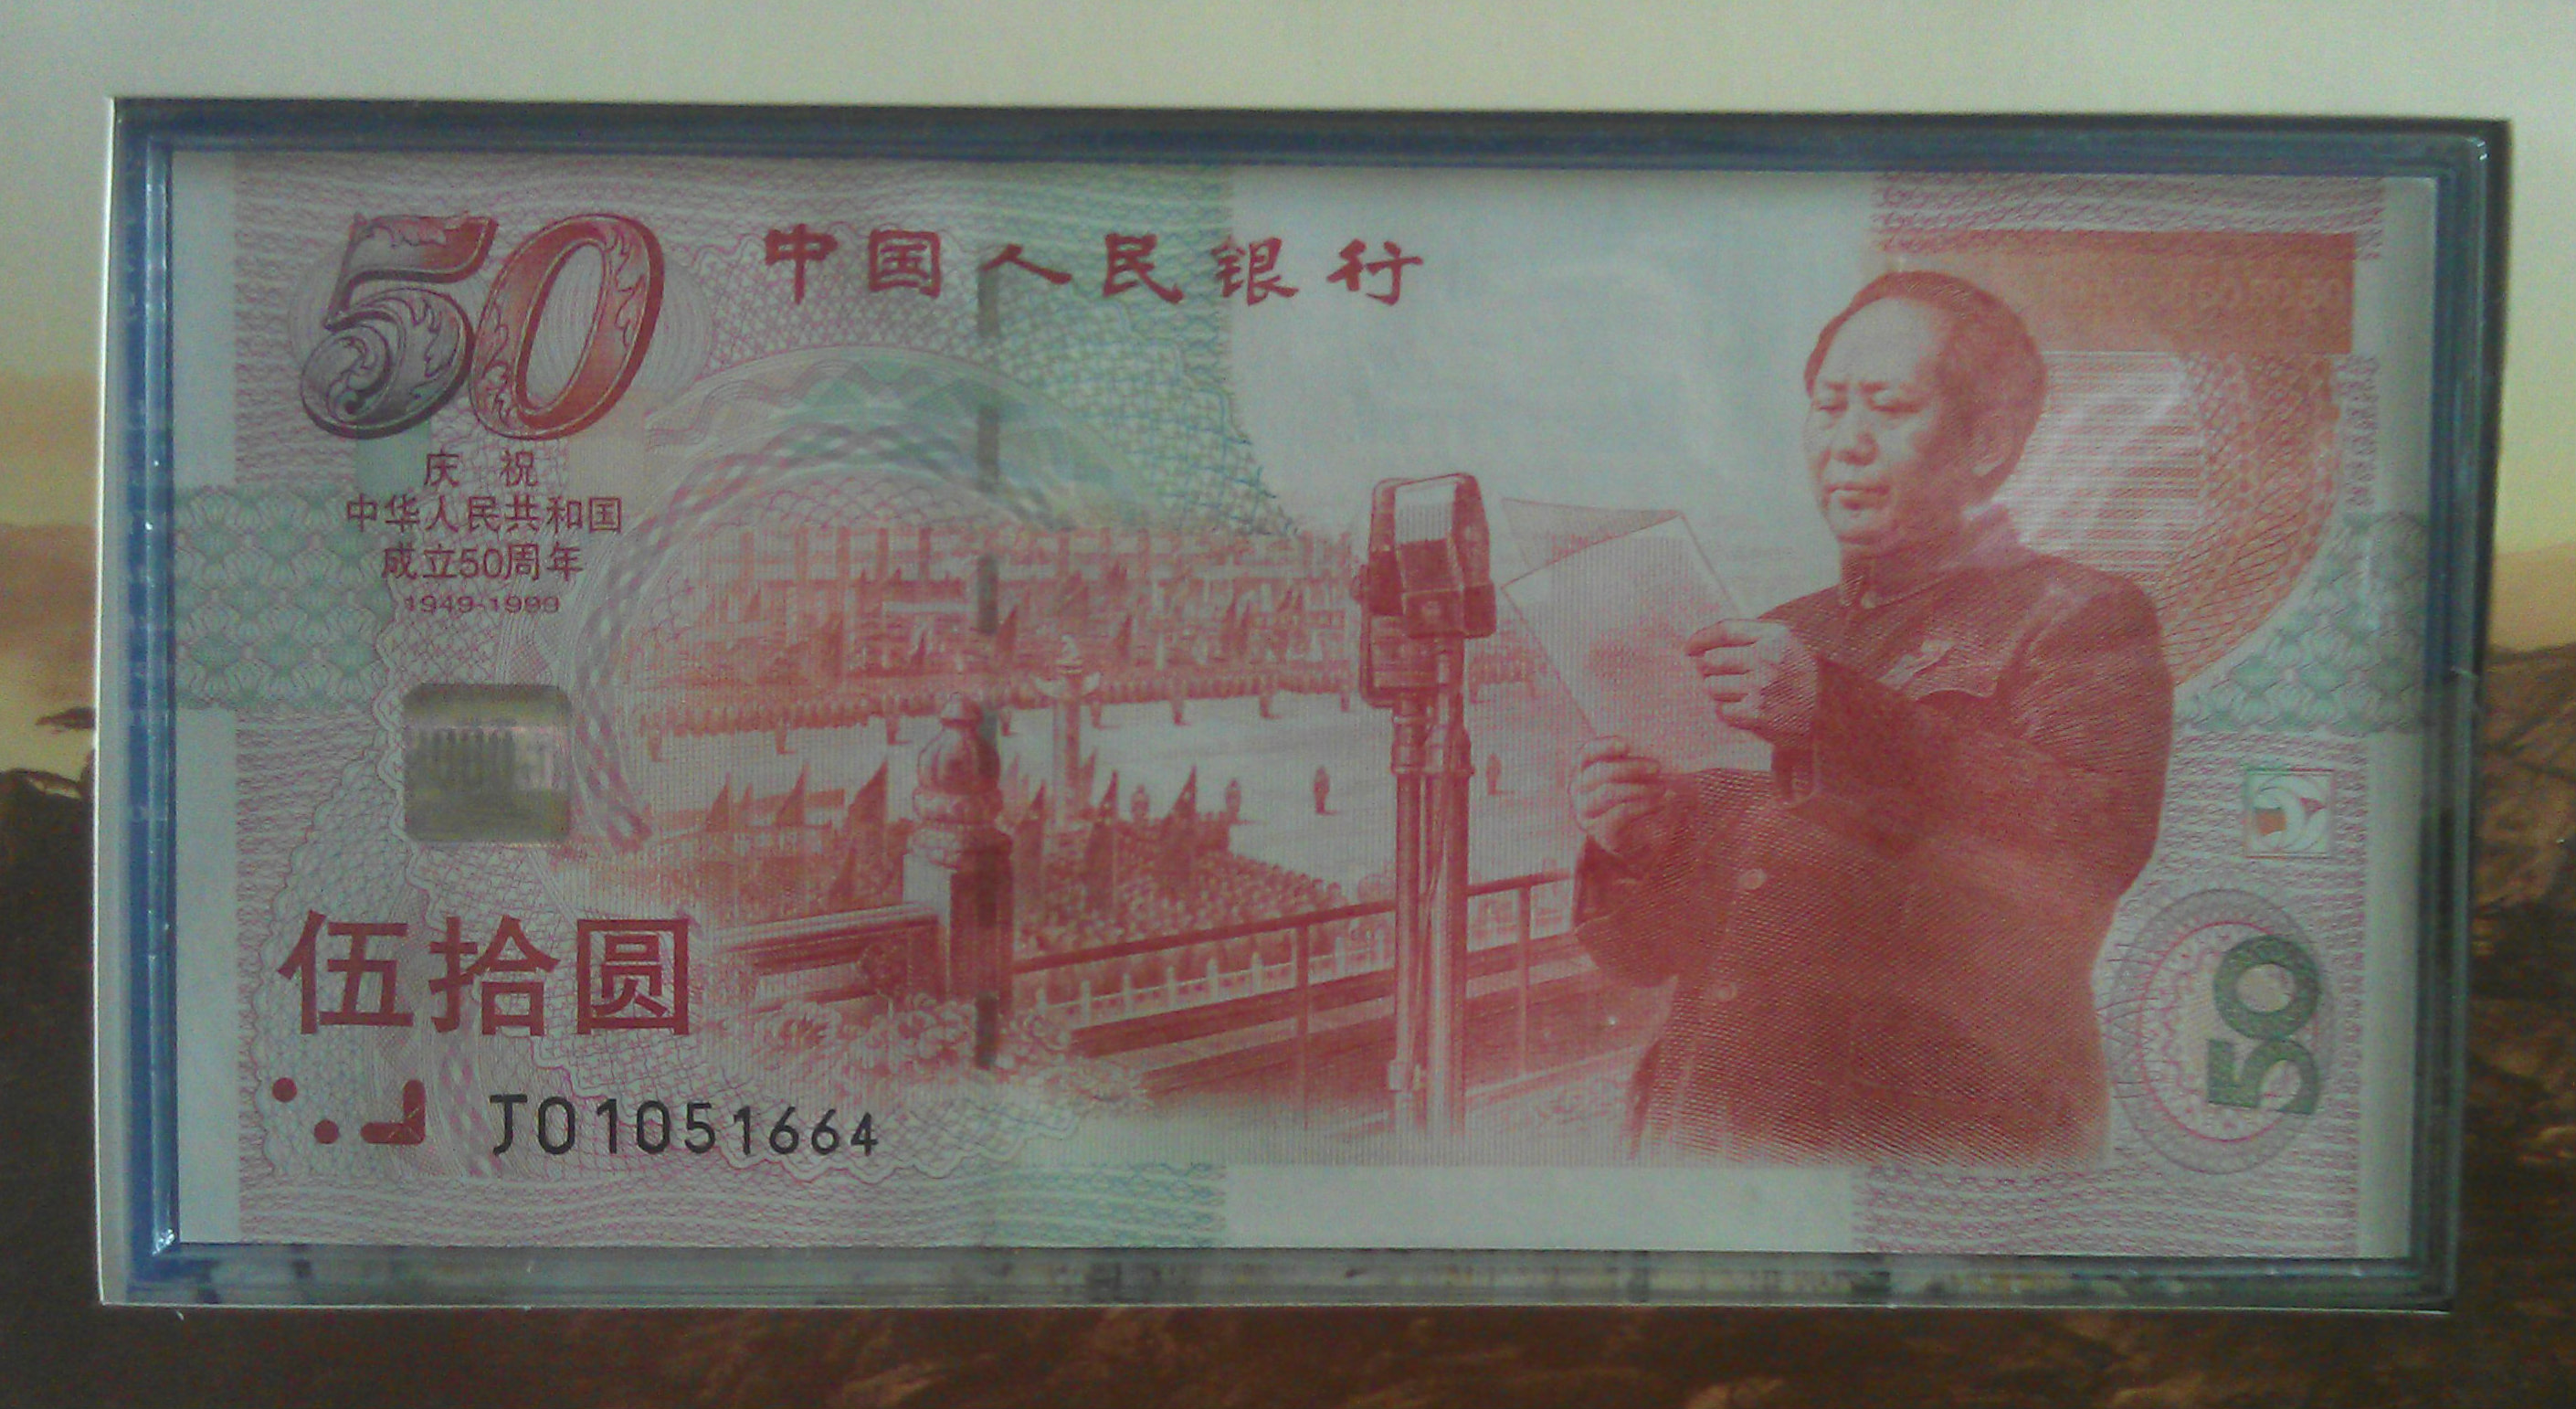 50
中国人民银行
庆祝
中华人民共和国
成立50周年
1949-1999
伍拾圆
J01051664
50